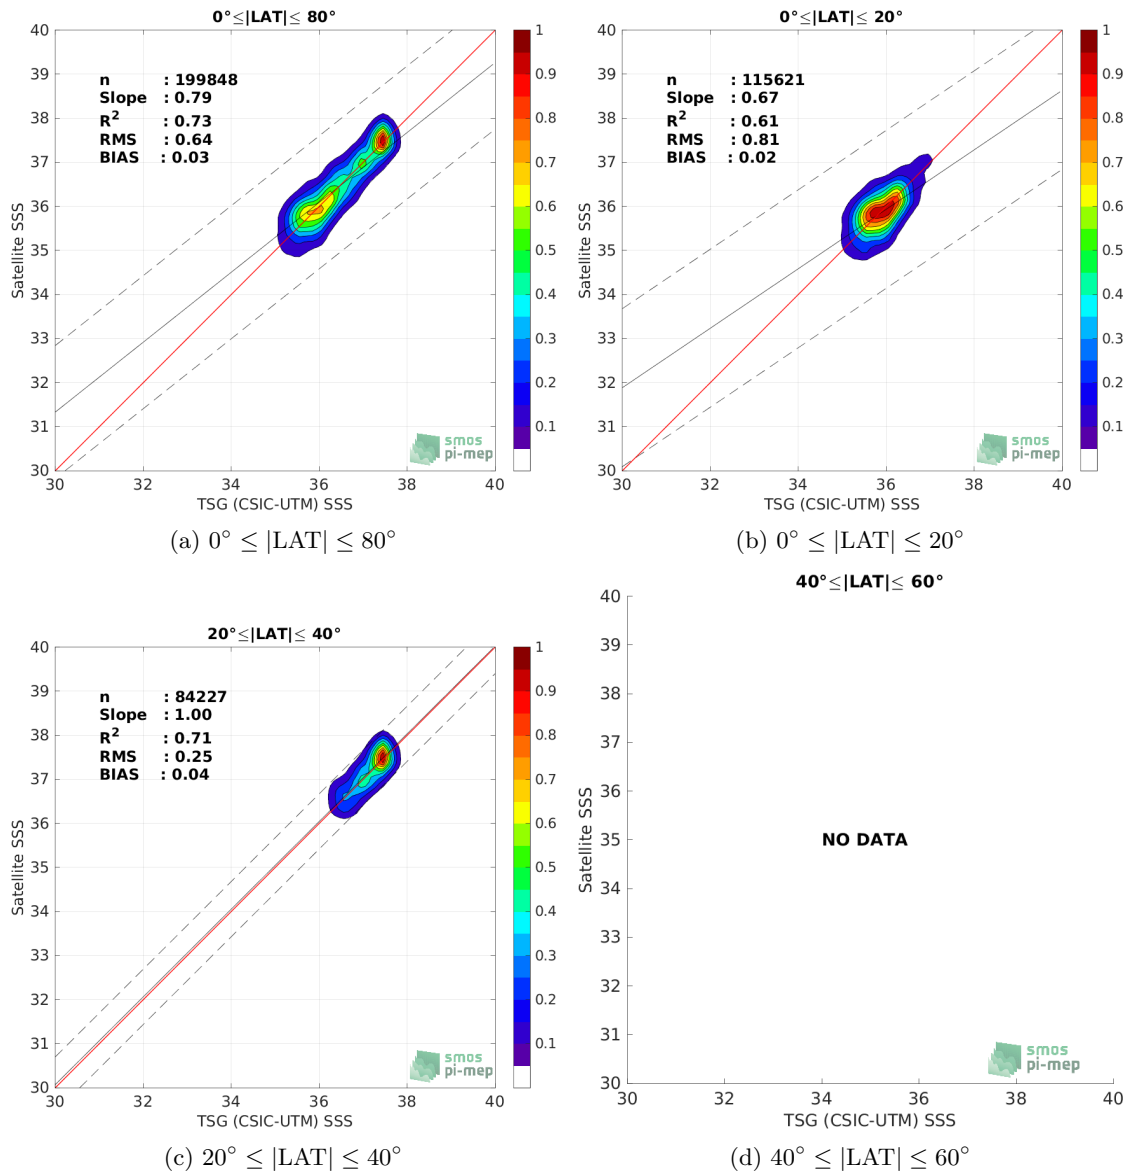 0°≤|LAT|≤ 80°
40
39
38
37
36
35
34
33
32
31
30
Satellite SSS
n : 199848
Slope : 0.79
R² : 0.73
RMS : 0.64
BIAS : 0.03
1
0.9
0.8
0.7
0.6
0.5
0.4
0.3
0.2
0.1
smos
pi-mep
30 32 34 36 38 40
TSG (CSIC-UTM) SSS
(a) 0° ≤ |LAT| ≤ 80°
0°≤|LAT|≤ 20°
40
39
38
37
36
35
34
33
32
31
30
Satellite SSS
n : 115621
Slope : 0.67
R² : 0.61
RMS : 0.81
BIAS : 0.02
1
0.9
0.8
0.7
0.6
0.5
0.4
0.3
0.2
0.1
smos
pi-mep
30 32 34 36 38 40
TSG (CSIC-UTM) SSS
(b) 0° ≤ |LAT| ≤ 20°
20°≤|LAT|≤ 40°
40
39
38
37
36
35
34
33
32
31
30
Satellite SSS
n : 84227
Slope : 1.00
R² : 0.71
RMS : 0.25
BIAS : 0.04
1
0.9
0.8
0.7
0.6
0.5
0.4
0.3
0.2
0.1
smos
pi-mep
30 32 34 36 38 40
TSG (CSIC-UTM) SSS
(c) 20° ≤ |LAT| ≤ 40°
40°≤|LAT|≤ 60°
40
39
38
37
36
35
34
33
32
31
30
Satellite SSS
NO DATA
smos
pi-mep
30 32 34 36 38 40
TSG (CSIC-UTM) SSS
(d) 40° ≤ |LAT| ≤ 60°